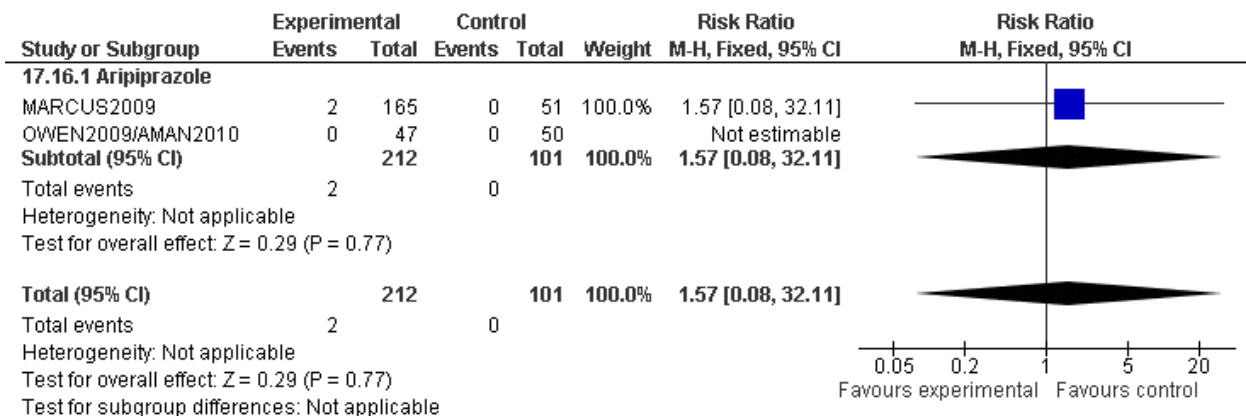 Experimental Control Risk Ratio Risk Ratio
Study or Subgroup Events Total Events Total Weight M-H, Fixed, 95% CI M-H, Fixed, 95% CI
17.16.1 Aripiprazole
MARCUS2009 2 165 0 51 100.0% 1.57 [0.08, 32.11]
OWEN2009/AMAN2010 0 47 0 50 Not estimable
Subtotal (95% CI) 212 101 100.0% 1.57 [0.08, 32.11]
Total events 2 0
Heterogeneity: Not applicable
Test for overall effect: Z = 0.29 (P = 0.77)
Total (95% CI) 212 101 100.0% 1.57 [0.08, 32.11]
Total events 2 0
Heterogeneity: Not applicable
Test for overall effect: Z = 0.29 (P = 0.77)
Test for subgroup differences: Not applicable
0.05 0.2 1 5 20
Favours experimental Favours control